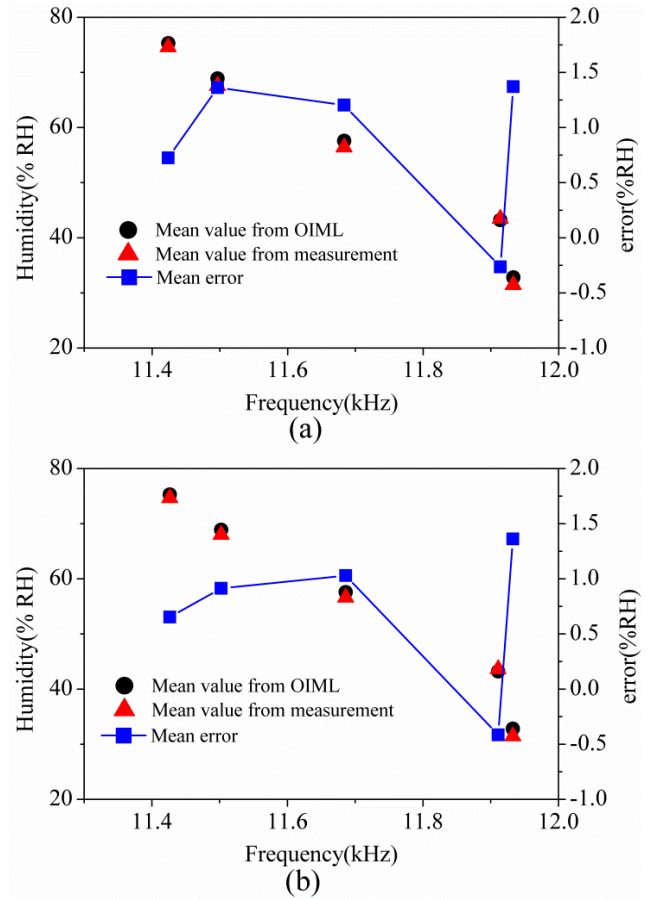 80
60
40
20
Humidity(% RH)
2.0
1.5
1.0
0.5
0.0
-0.5
-1.0
error(%RH)
Mean value from OIML
Mean value from measurement
Mean error
11.4 11.6 11.8 12.0
Frequency(kHz)
(a)
80
60
40
20
Humidity(% RH)
2.0
1.5
1.0
0.5
0.0
-0.5
-1.0
error(%RH)
Mean value from OIML
Mean value from measurement
Mean error
11.4 11.6 11.8 12.0
Frequency(kHz)
(b)